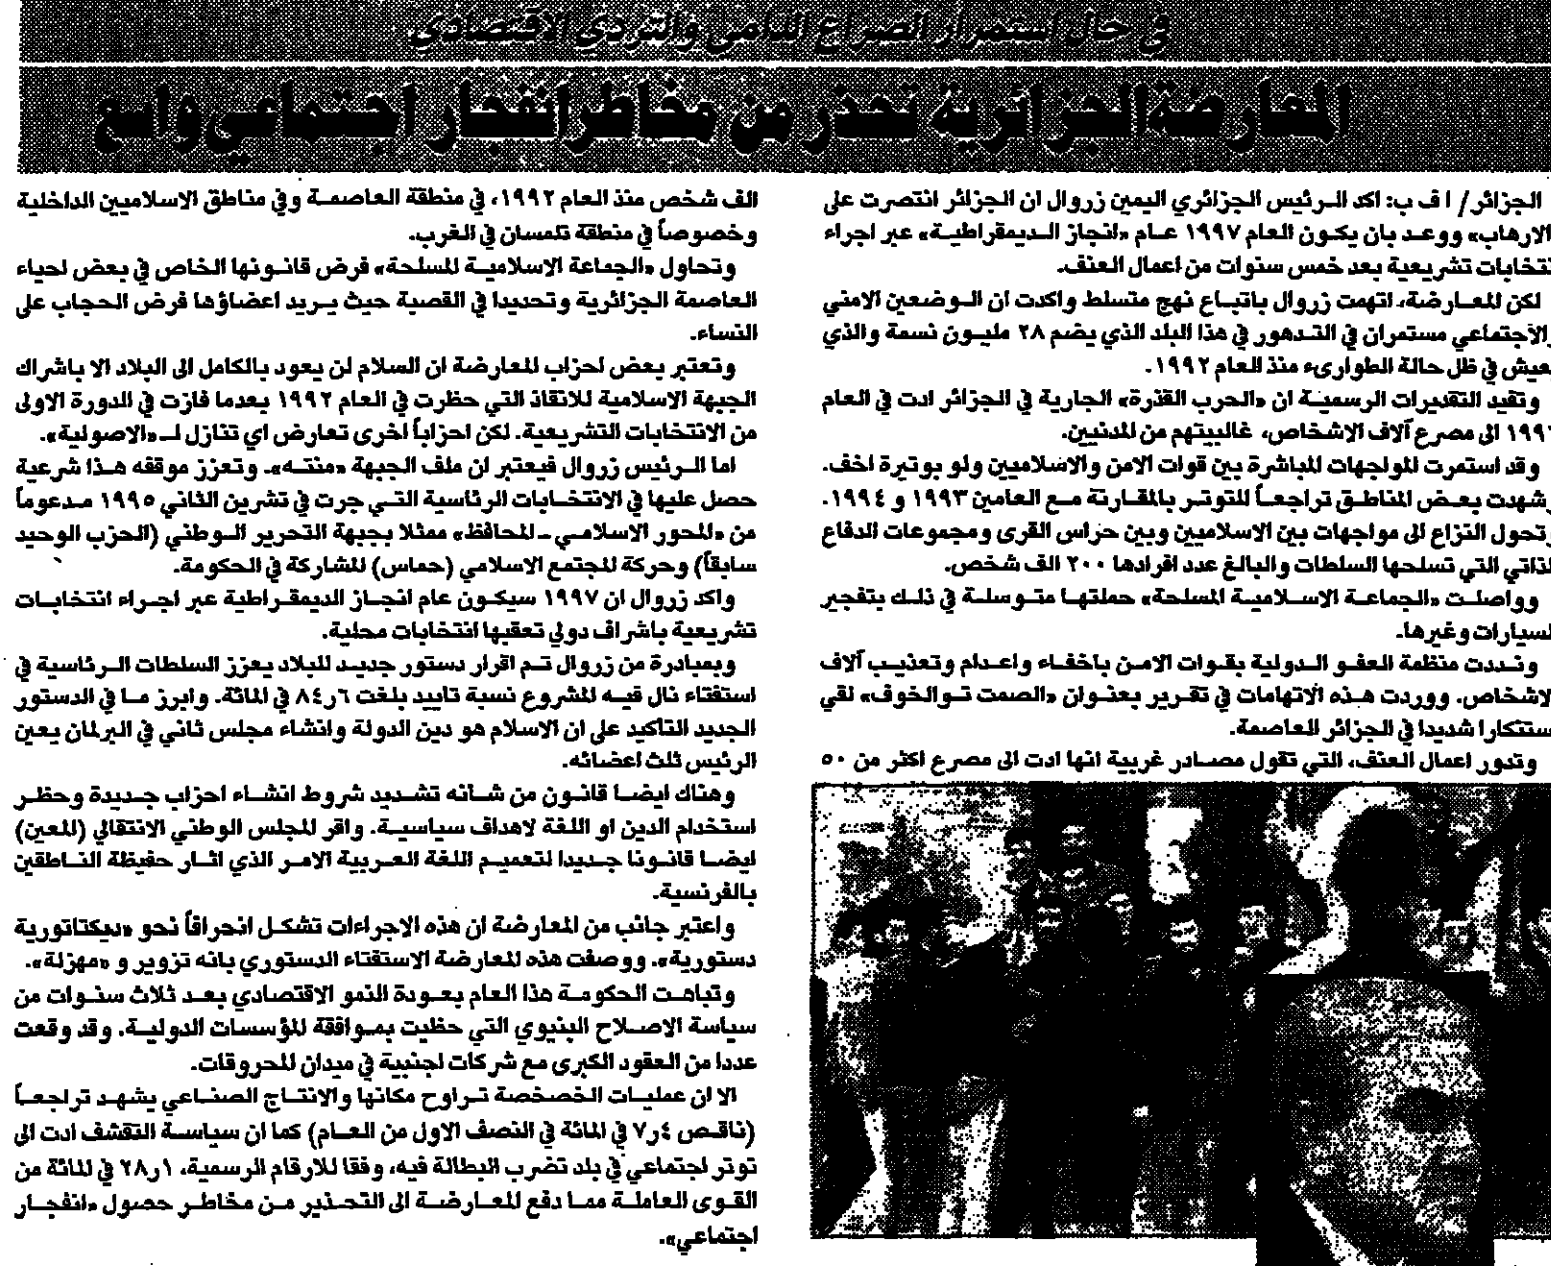 في حال استمرار الصراع الدامي والتردي الاقتصادي
المعارضة الجزائرية تحذر من مخاطر انفجار اجتماعي واسع
الجزائر/ ا ف ب: اكد الرئيس الجزائري اليمين زروال ان الجزائر انتصرت على
الارهاب» ووعد بان يكون العام ١٩٩٧ عام «انجاز الديمقراطية» عبر اجراء
نتخابات تشريعية بعد خمس سنوات من اعمال العنف.
لكن المعارضة، اتهمت زروال باتباع نهج متسلط واكدت ان الوضعين الامني
والاجتماعي مستمران في التدهور في هذا البلد الذي يضم ٢٨ مليون نسمة والذي
يعيش في ظل حالة الطوارىء منذ العام ١٩٩٢.
وتفيد التقديرات الرسمية ان «الحرب القذرة» الجارية في الجزائر ادت في العام
الى مصرع آلاف الاشخاص، غالبيتهم من المدنيين.
وقد استمرت المواجهات المباشرة بين قوات الامن والاسلاميين ولو بوتيرة اخف.
وشهدت بعض المناطق تراجعاً للتوتر بالمقارنة مع العامين ١٩٩٣ و ١٩٩٤.
وتحول النزاع الى مواجهات بين الاسلاميين وبين حراس القرى ومجموعات الدفاع
لذاتي التي تسلحها السلطات والبالغ عدد افرادها ٢٠٠ الف شخص.
وواصلت «الجماعة الاسلامية المسلحة» حملتها متوسلة في ذلك بتفجير
لسيارات وغيرها.
ونددت منظمة العفو الدولية بقوات الامن باخفاء واعدام وتعذيب آلاف
لاشخاص. ووردت هذه الاتهامات في تقرير بعنوان «الصمت توالخوف» لقي
ستنكارا شديدا في الجزائر العاصمة.
وتدور اعمال العنف، التي تقول مصادر غربية انها ادت الى مصرع اكثر من ٥٠
الف شخص منذ العام ١٩٩٢، في منطقة العاصمة وفي مناطق الاسلاميين الداخلية
وخصوصاً في منطقة تلمسان في الغرب.
وتحاول «الجماعة الاسلامية المسلحة» فرض قانونها الخاص في بعض احياء
العاصمة الجزائرية وتحديدا في القصبة حيث يريد اعضاؤها فرض الحجاب على
النساء.
وتعتبر بعض احزاب المعارضة ان السلام لن يعود بالكامل الى البلاد الا باشراك
الجبهة الاسلامية للانقاذ التي حظرت في العام ١٩٩٢ بعدما فازت في الدورة الاولى
من الانتخابات التشريعية. لكن احزاباً اخرى تعارض اي تنازل لـ «الاصولية».
اما الرئيس زروال فيعتبر ان ملف الجبهة «منته». وتعزز موقفه هذا شرعية
حصل عليها في الانتخابات الرئاسية التي جرت في تشرين الثاني ١٩٩٥ مدعوماً
من «المحور الاسلامي ـ المحافظ» ممثلا بجبهة التحرير الوطني (الحزب الوحيد
سابقاً) وحركة المجتمع الاسلامي (حماس) المشاركة في الحكومة.
واكد زروال ان ١٩٩٧ سيكون عام انجاز الديمقراطية عبر اجراء انتخابات
تشريعية باشراف دولي تعقبها انتخابات محلية.
وبمبادرة من زروال تم اقرار دستور جديد للبلاد يعزز السلطات الرئاسية في
استفتاء نال فيه المشروع نسبة تاييد بلغت ٦ر٨٤ في المائة. وابرز ما في الدستور
الجديد التاكيد على ان الاسلام هو دين الدولة وانشاء مجلس ثاني في البرلمان يعين
الرئيس ثلث اعضائه.
وهناك ايضا قانون من شانه تشديد شروط انشاء احزاب جديدة وحظر
استخدام الدين او اللغة لاهداف سياسية. واقر المجلس الوطني الانتقالي (المعين)
ايضا قانونا جديدا لتعميم اللغة العربية الامر الذي اثار حفيظة الناطقين
بالفرنسية.
واعتبر جانب من المعارضة ان هذه الاجراءات تشكل انحرافاً نحو «ديكتاتورية
دستورية». ووصفت هذه المعارضة الاستفتاء الدستوري بانه تزوير و «مهزلة».
وتباهت الحكومة هذا العام بعودة النمو الاقتصادي بعد ثلاث سنوات من
سياسة الاصلاح البنيوي التي حظيت بموافقة المؤسسات الدولية. وقد وقعت
عددا من العقود الكبرى مع شركات اجنبية في ميدان المحروقات.
الا ان عمليات الخصخصة تراوح مكانها والانتاج الصناعي يشهد تراجعاً
(ناقص ٤ر٧ في المائة في النصف الاول من العام) كما ان سياسة التقشف ادت الى
توتر اجتماعي في بلد تضرب البطالة فيه، وفقا للارقام الرسمية، ١ر٢٨ في المائة من
القوى العاملة مما دفع المعارضة الى التحذير من مخاطر حصول «انفجار
اجتماعي».